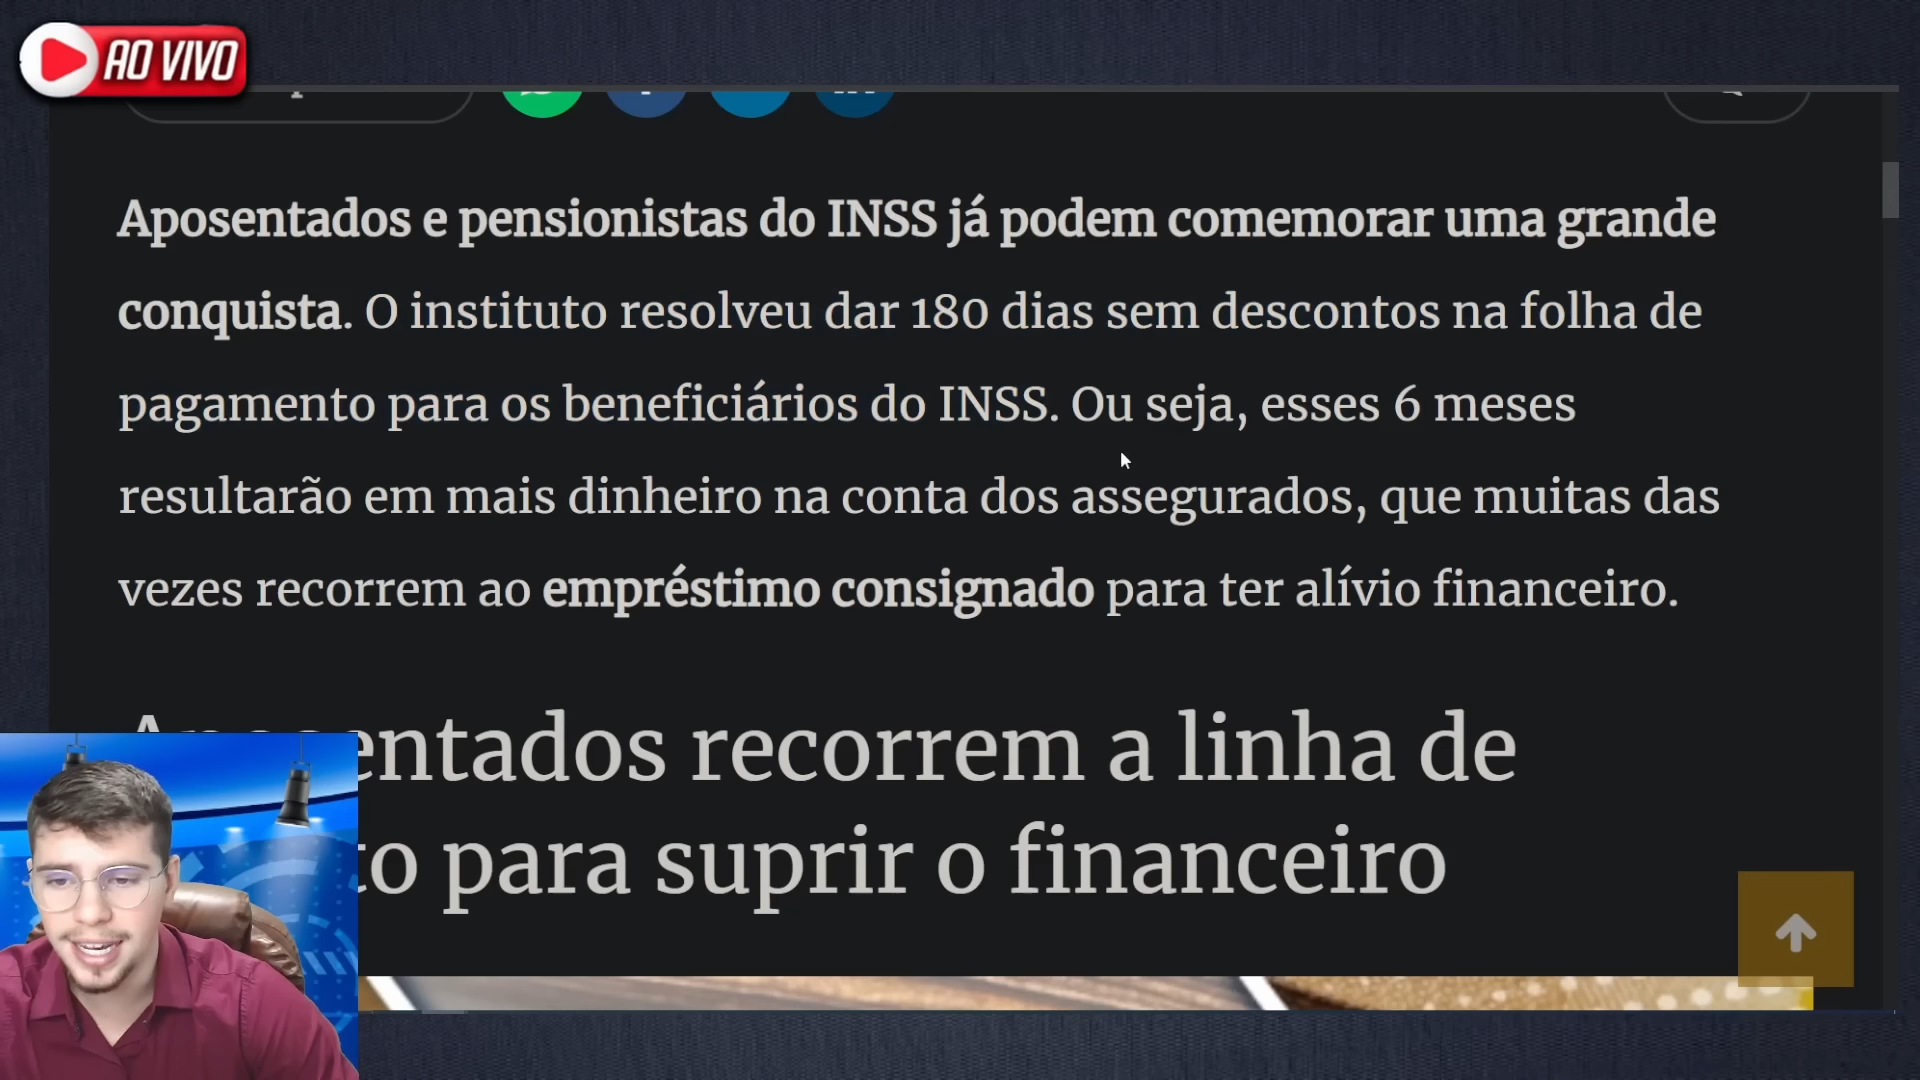 AO VIVO
Aposentados e pensionistas do INSS já podem comemorar uma grande
conquista. O instituto resolveu dar 180 dias sem descontos na folha de
pagamento para os beneficiários do INSS. Ou seja, esses 6 meses
resultarão em mais dinheiro na conta dos assegurados, que muitas das
vezes recorrem ao empréstimo consignado para ter alívio financeiro.
Aposentados recorrem a linha de
para suprir o financeiro